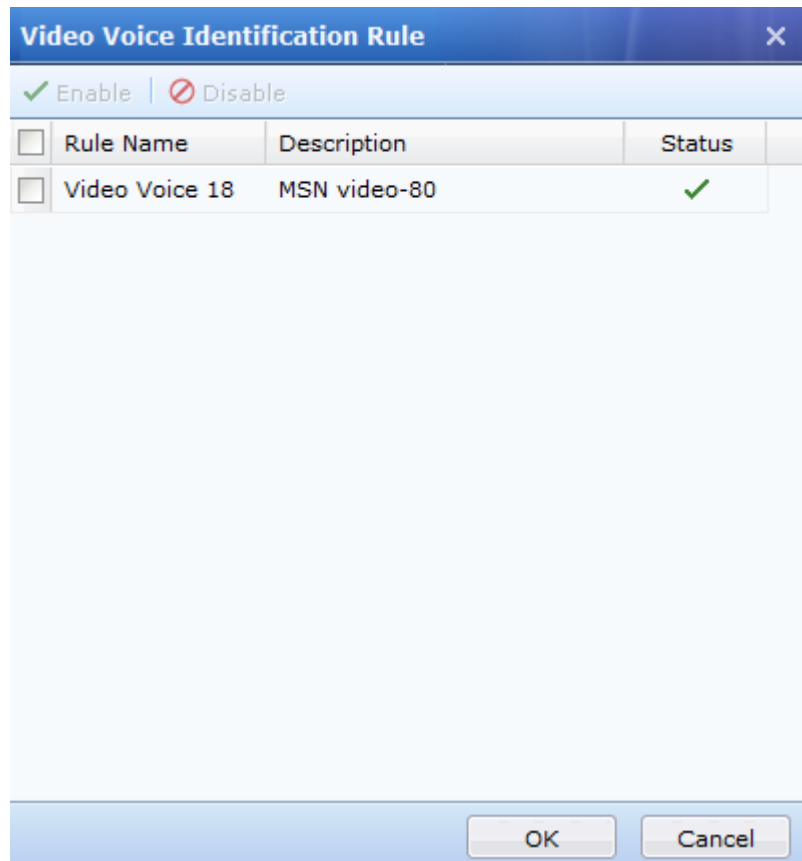 Video Voice Identification Rule
Enable Disable
Rule Name Description Status
Video Voice 18 MSN video-80
OK Cancel